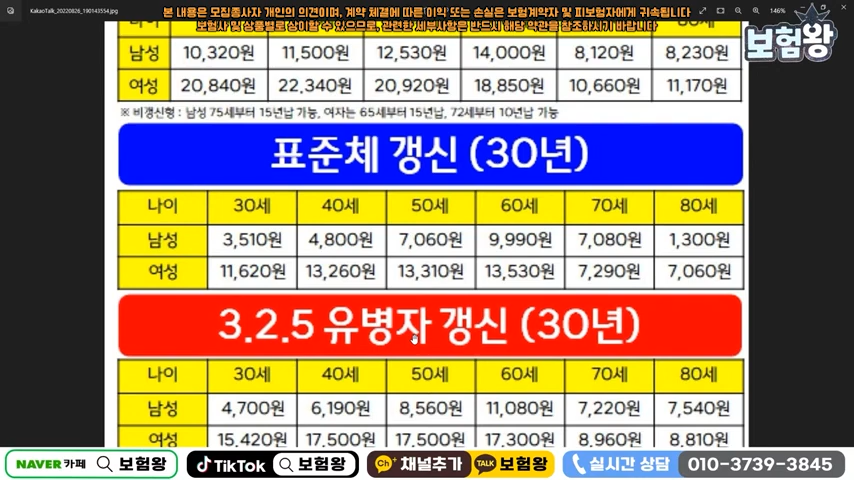 KakaoTalk_20220826_190143554.jpg
본 내용은 모집종사자 개인의 의견이며, 계약 체결에 따른 이익 또는 손실은 보험계약자 및 피보험자에게 귀속됩니다
보험사 및 상품별로 상이할 수 있으므로, 관련한 세부사항은 반드시 해당 약관을 참조하시기 바랍니다
146%
보험왕
남성 10,320원 11,500원 12,530원 14,000원 8,120원 8,230원
여성 20,840원 22,340원 20,920원 18,850원 10,660원 11,170원
※ 비갱신형 : 남성 75세부터 15년납 가능, 여자는 65세부터 15년납, 72세부터 10년납 가능
표준체 갱신 (30년)
나이 30세 40세 50세 60세 70세 80세
남성 3,510원 4,800원 7,060원 9,990원 7,080원 1,300원
여성 11,620원 13,260원 13,310원 13,530원 7,290원 7,060원
3.2.5 유병자 갱신 (30년)
나이 30세 40세 50세 60세 70세 80세
남성 4,700원 6,190원 8,560원 11,080원 7,220원 7,540원
여성 15,420원 17,500원 17,500원 17,300원 8,960원 8,810원
NAVER 카페 보험왕 TikTok 보험왕 Ch+ 채널추가 TALK 보험왕 실시간 상담 010-3739-3845